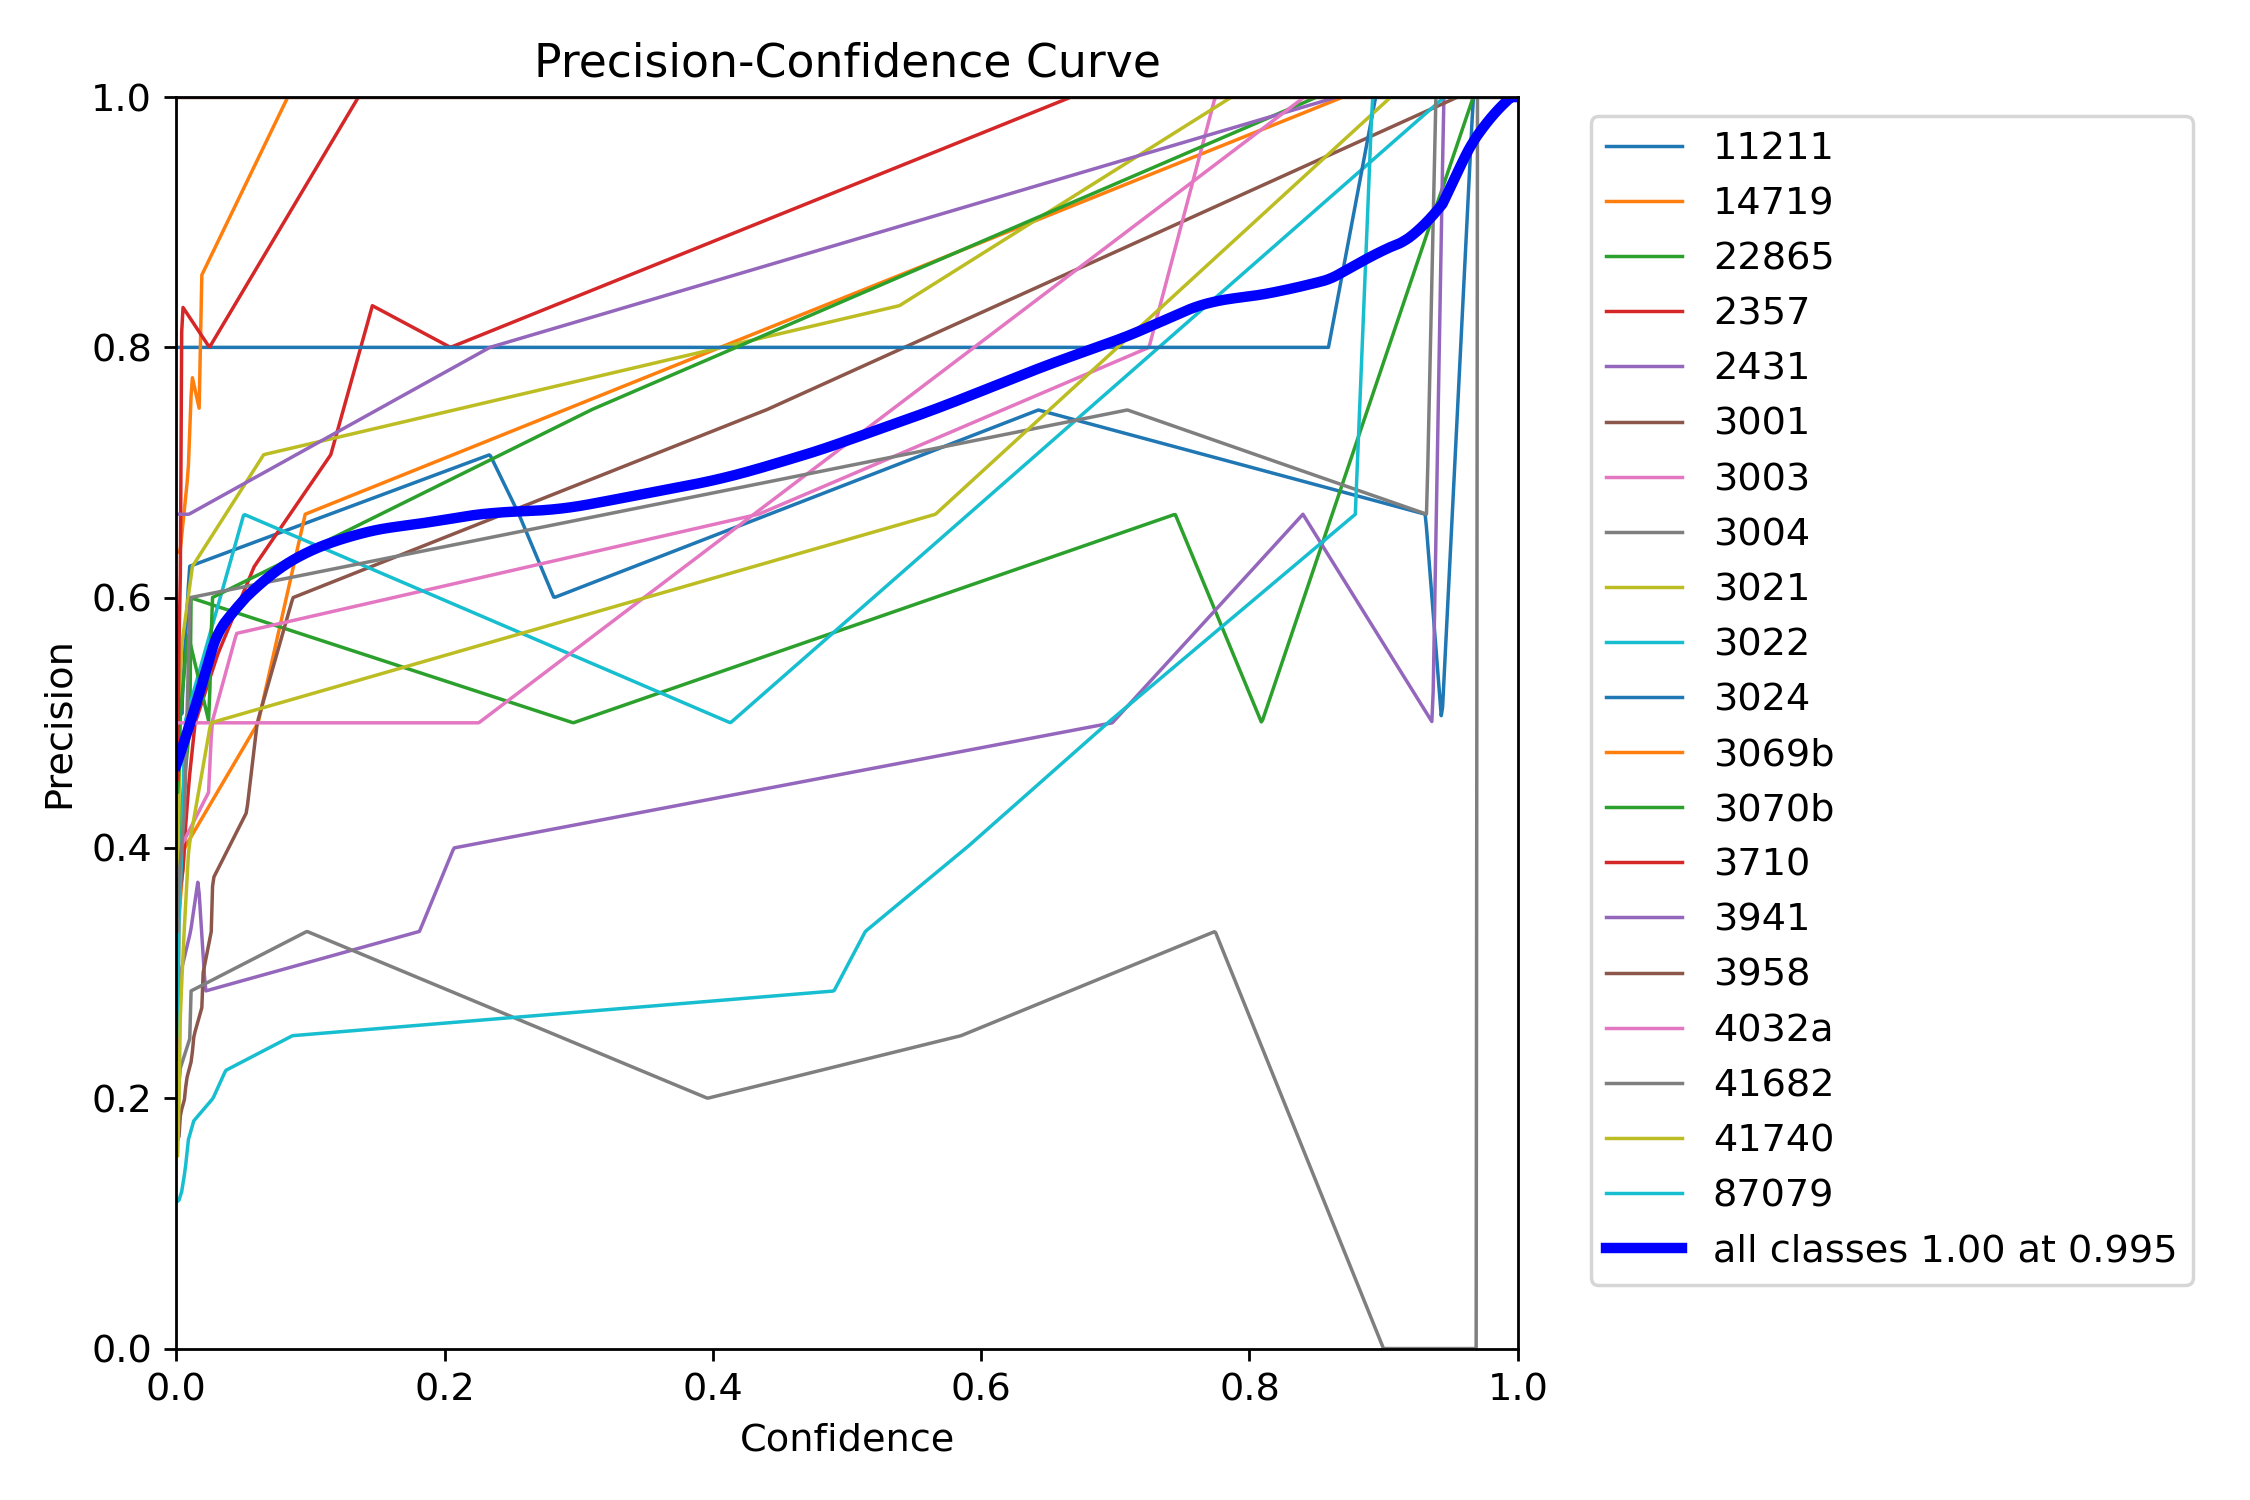 Precision-Confidence Curve
1.0
0.8
0.6
0.4
0.2
0.0
Precision
0.0 0.2 0.4 0.6 0.8 1.0
Confidence
11211
14719
22865
2357
2431
3001
3003
3004
3021
3022
3024
3069b
3070b
3710
3941
3958
4032a
41682
41740
87079
all classes 1.00 at 0.995